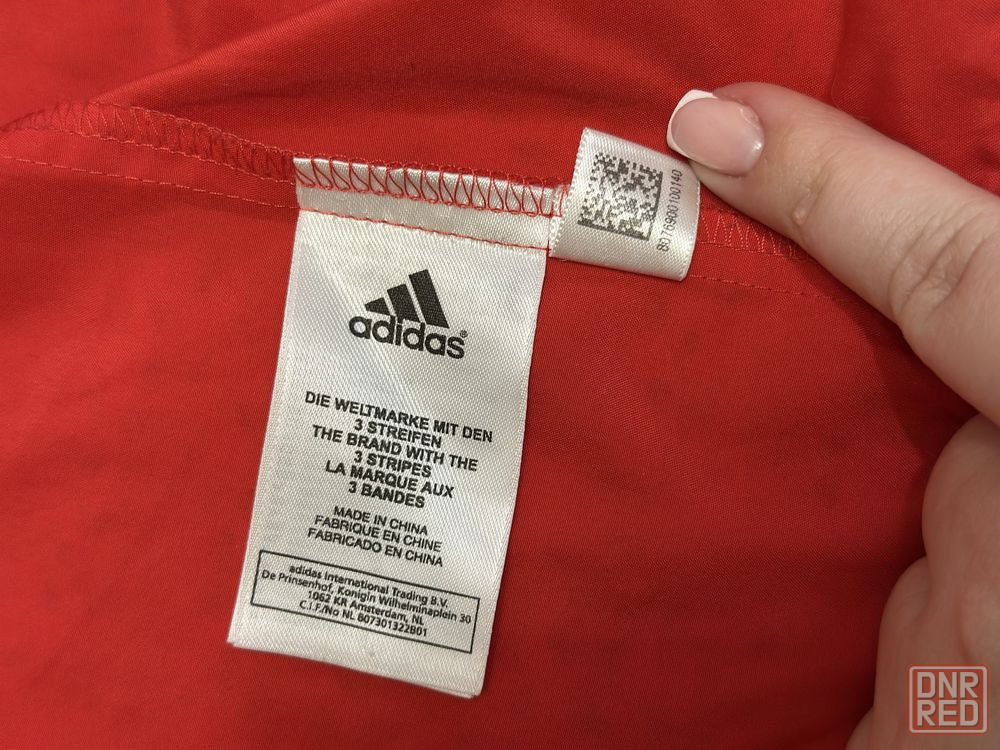 8076900100140
adidas®
DIE WELTMARKE MIT DEN
3 STREIFEN
THE BRAND WITH THE
3 STRIPES
LA MARQUE AUX
3 BANDES
MADE IN CHINA
FABRIQUE EN CHINE
FABRICADO EN CHINA
adidas International Trading B.V.
De Prinsenhof, Konigin Wilhelminaplein 30
1062 KR Amsterdam, NL
C.I.F./No NL B07301322B01
DNR
RED